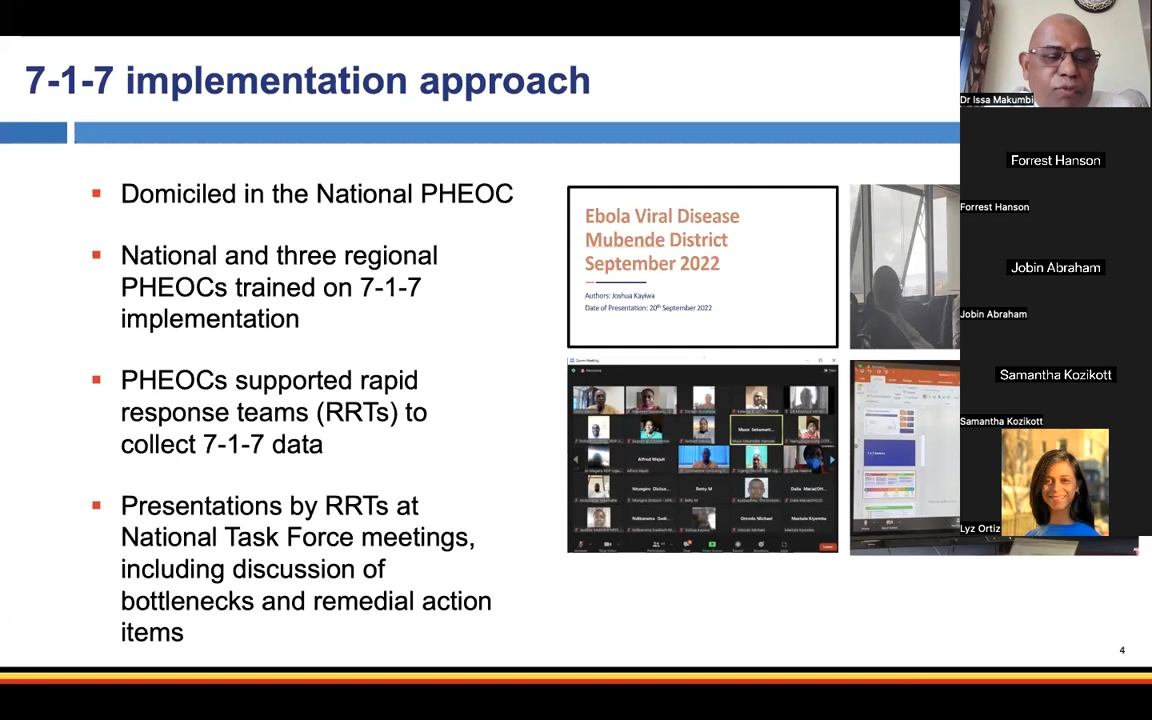 7-1-7 implementation approach
▪ Domiciled in the National PHEOC
▪ National and three regional
PHEOCs trained on 7-1-7
implementation
▪ PHEOCs supported rapid
response teams (RRTs) to
collect 7-1-7 data
▪ Presentations by RRTs at
National Task Force meetings,
including discussion of
bottlenecks and remedial action
items
Ebola Viral Disease
Mubende District
September 2022
Authors: Joshua Kayiwa
Date of Presentation: 20th September 2022
Zoom Meeting
Alfred Wejuli
Dr Issa Makumbi
Forrest Hanson
Forrest Hanson
Jobin Abraham
Jobin Abraham
Samantha Kozikott
Samantha Kozikott
Lyz Ortiz
4